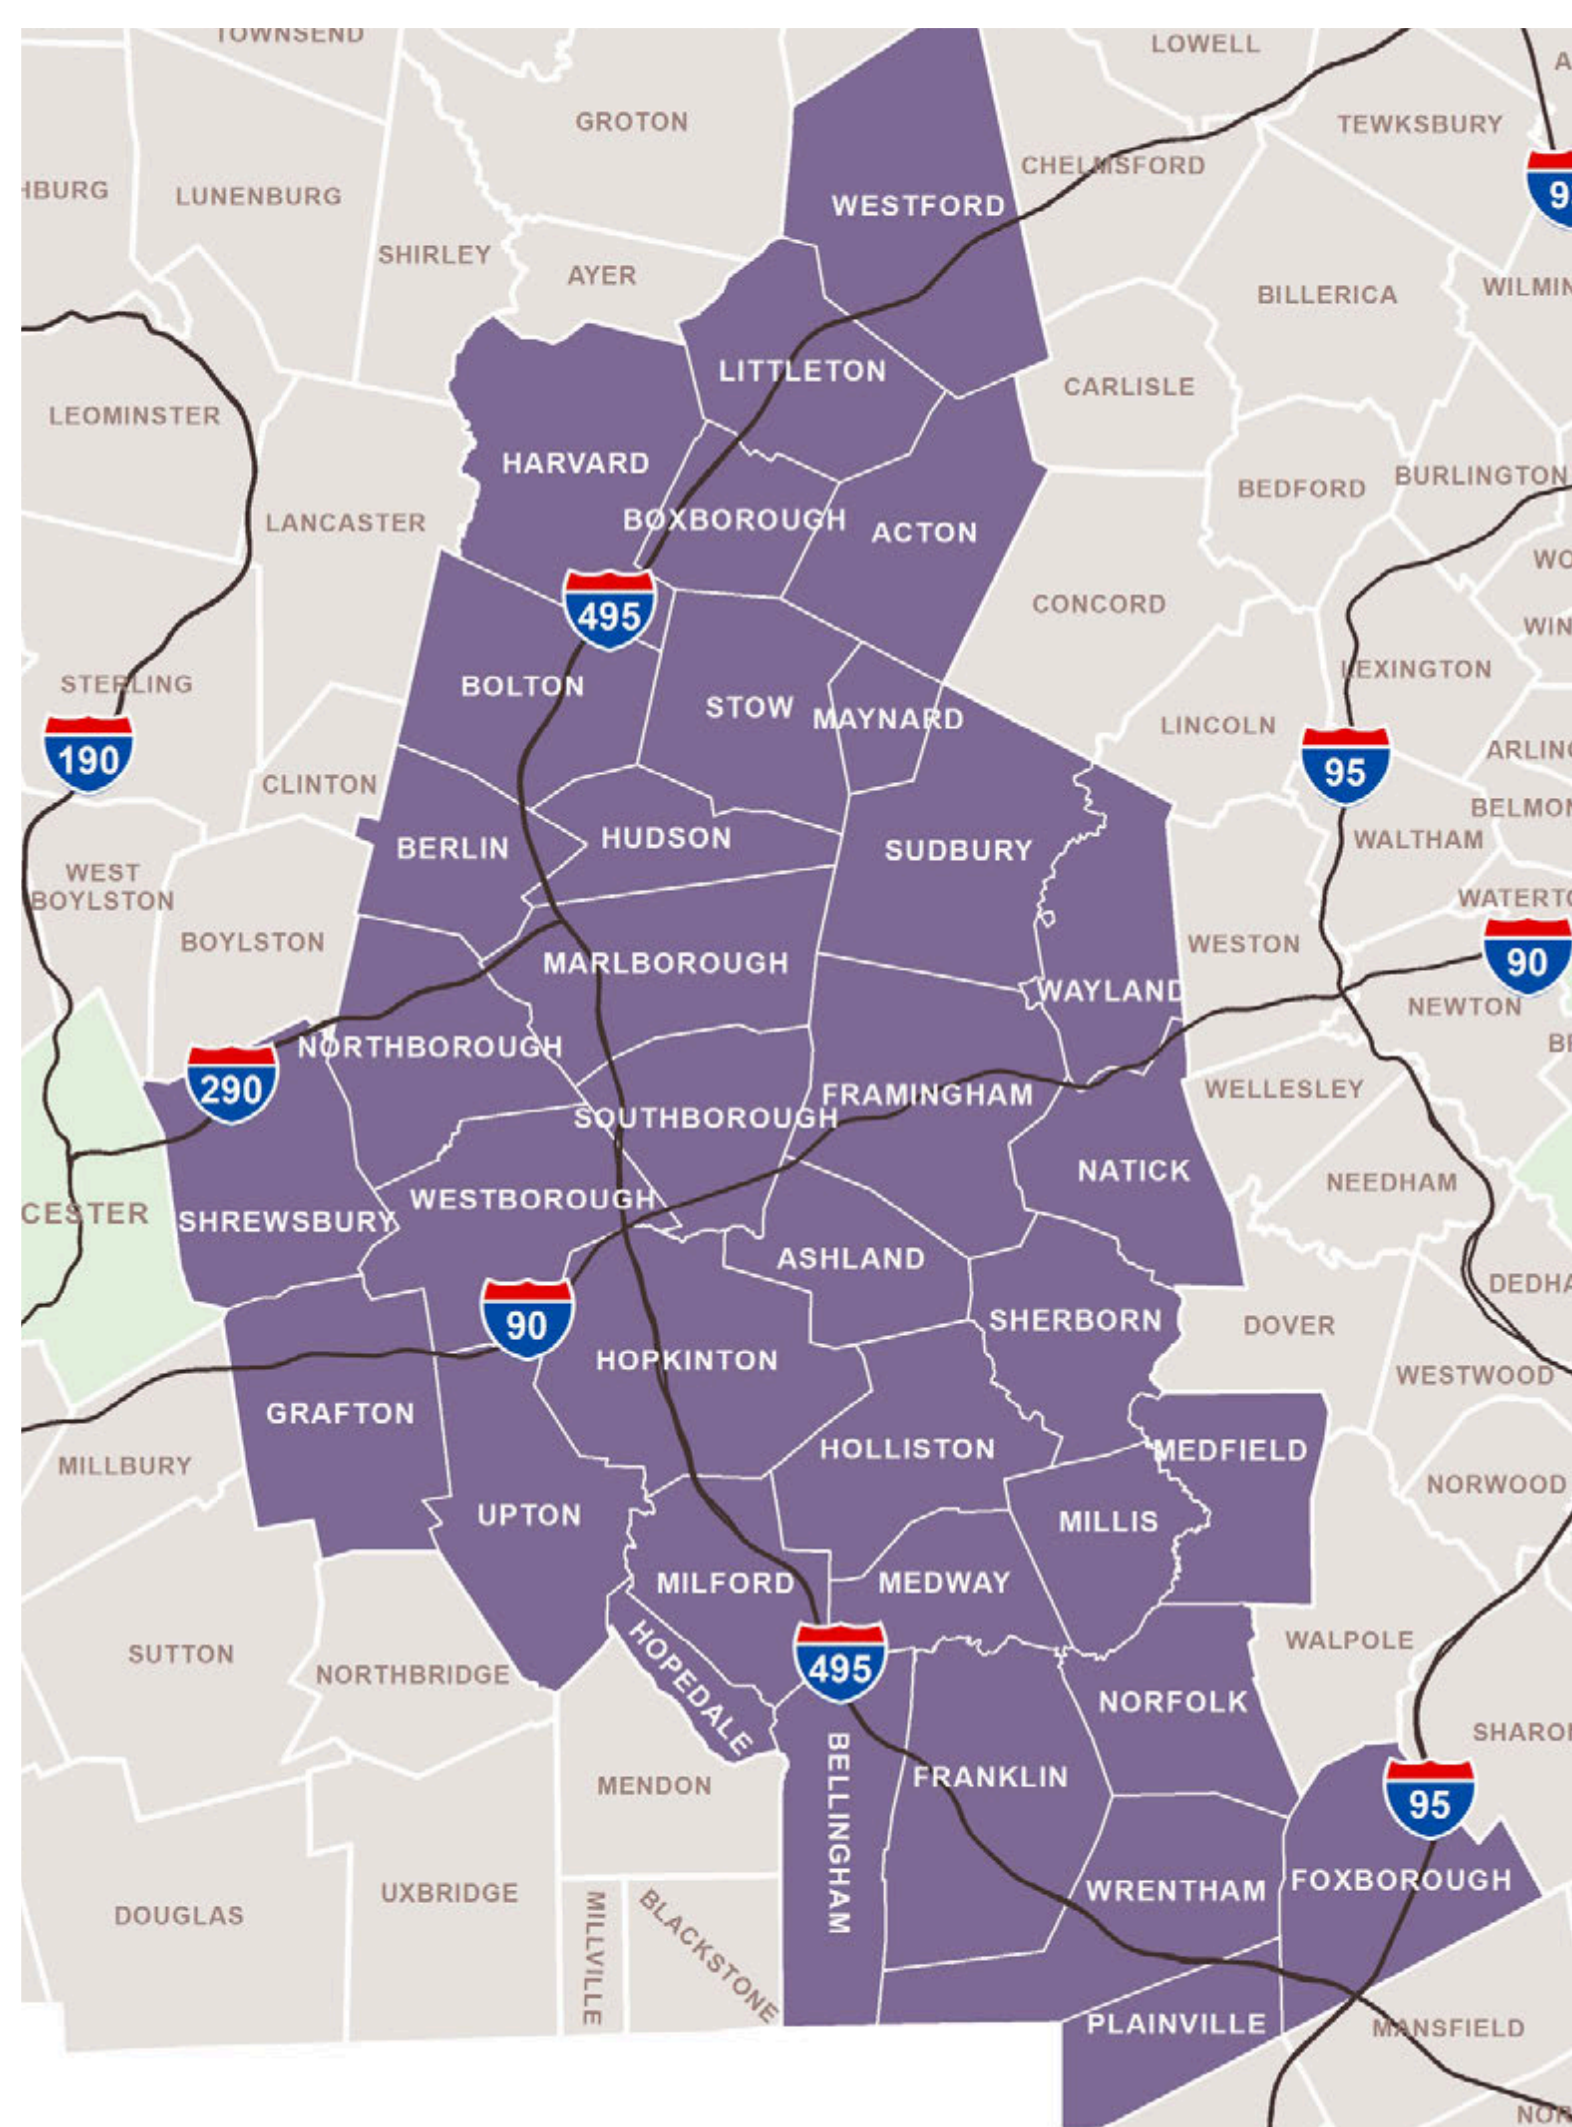 TOWNSEND
LOWELL
GROTON
TEWKSBURY
CHELMSFORD
LUNENBURG
WESTFORD
SHIRLEY
AYER
BILLERICA
LITTLETON
CARLISLE
LEOMINSTER
HARVARD
BURLINGTON
BEDFORD
LANCASTER
BOXBOROUGH
ACTON
CONCORD
495
LEXINGTON
STERLING
BOLTON
STOW
MAYNARD
LINCOLN
190
95
CLINTON
HUDSON
BERLIN
SUDBURY
WALTHAM
WEST
BOYLSTON
BOYLSTON
WESTON
MARLBOROUGH
90
WAYLAND
NEWTON
NORTHBOROUGH
290
FRAMINGHAM
WELLESLEY
SOUTHBOROUGH
NATICK
NEEDHAM
WESTBOROUGH
CESTER
SHREWSBURY
ASHLAND
SHERBORN
DOVER
90
HOPKINTON
WESTWOOD
GRAFTON
HOLLISTON
MEDFIELD
MILLBURY
NORWOOD
UPTON
MILLIS
MILFORD
MEDWAY
SUTTON
WALPOLE
NORTHBRIDGE
495
HOPEDALE
NORFOLK
FRANKLIN
MENDON
BELLINGHAM
95
FOXBOROUGH
WRENTHAM
UXBRIDGE
DOUGLAS
MILLVILLE
BLACKSTONE
PLAINVILLE
MANSFIELD